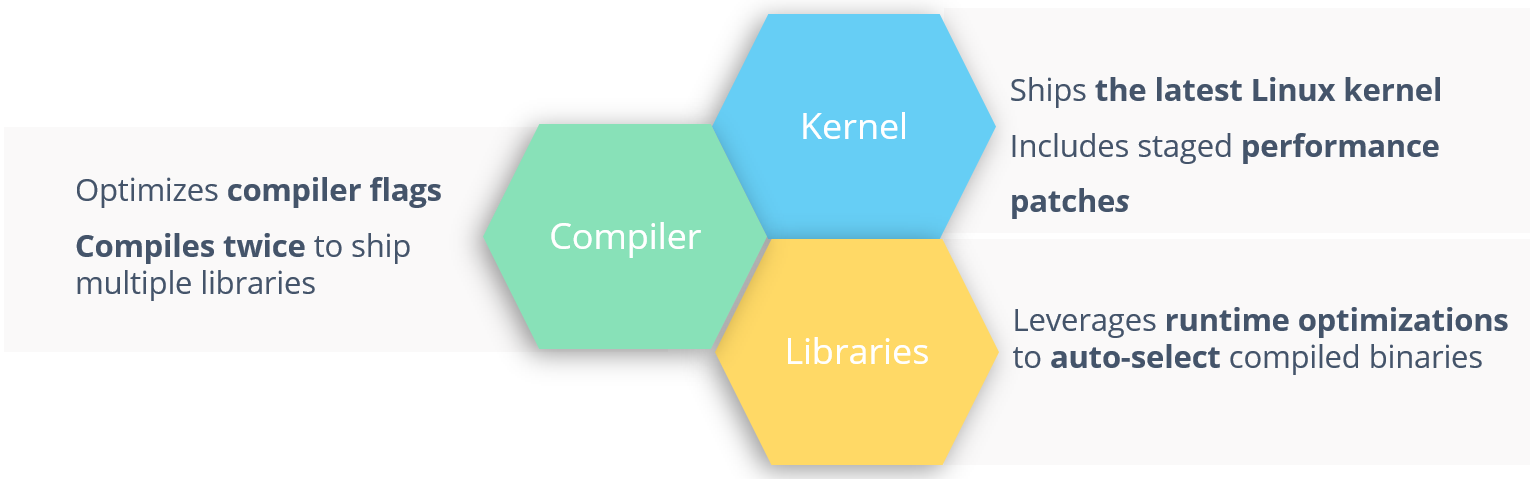 Optimizes compiler flags
Compiles twice to ship
multiple libraries
Compiler
Kernel
Ships the latest Linux kernel
Includes staged performance
patches
Libraries
Leverages runtime optimizations
to auto-select compiled binaries